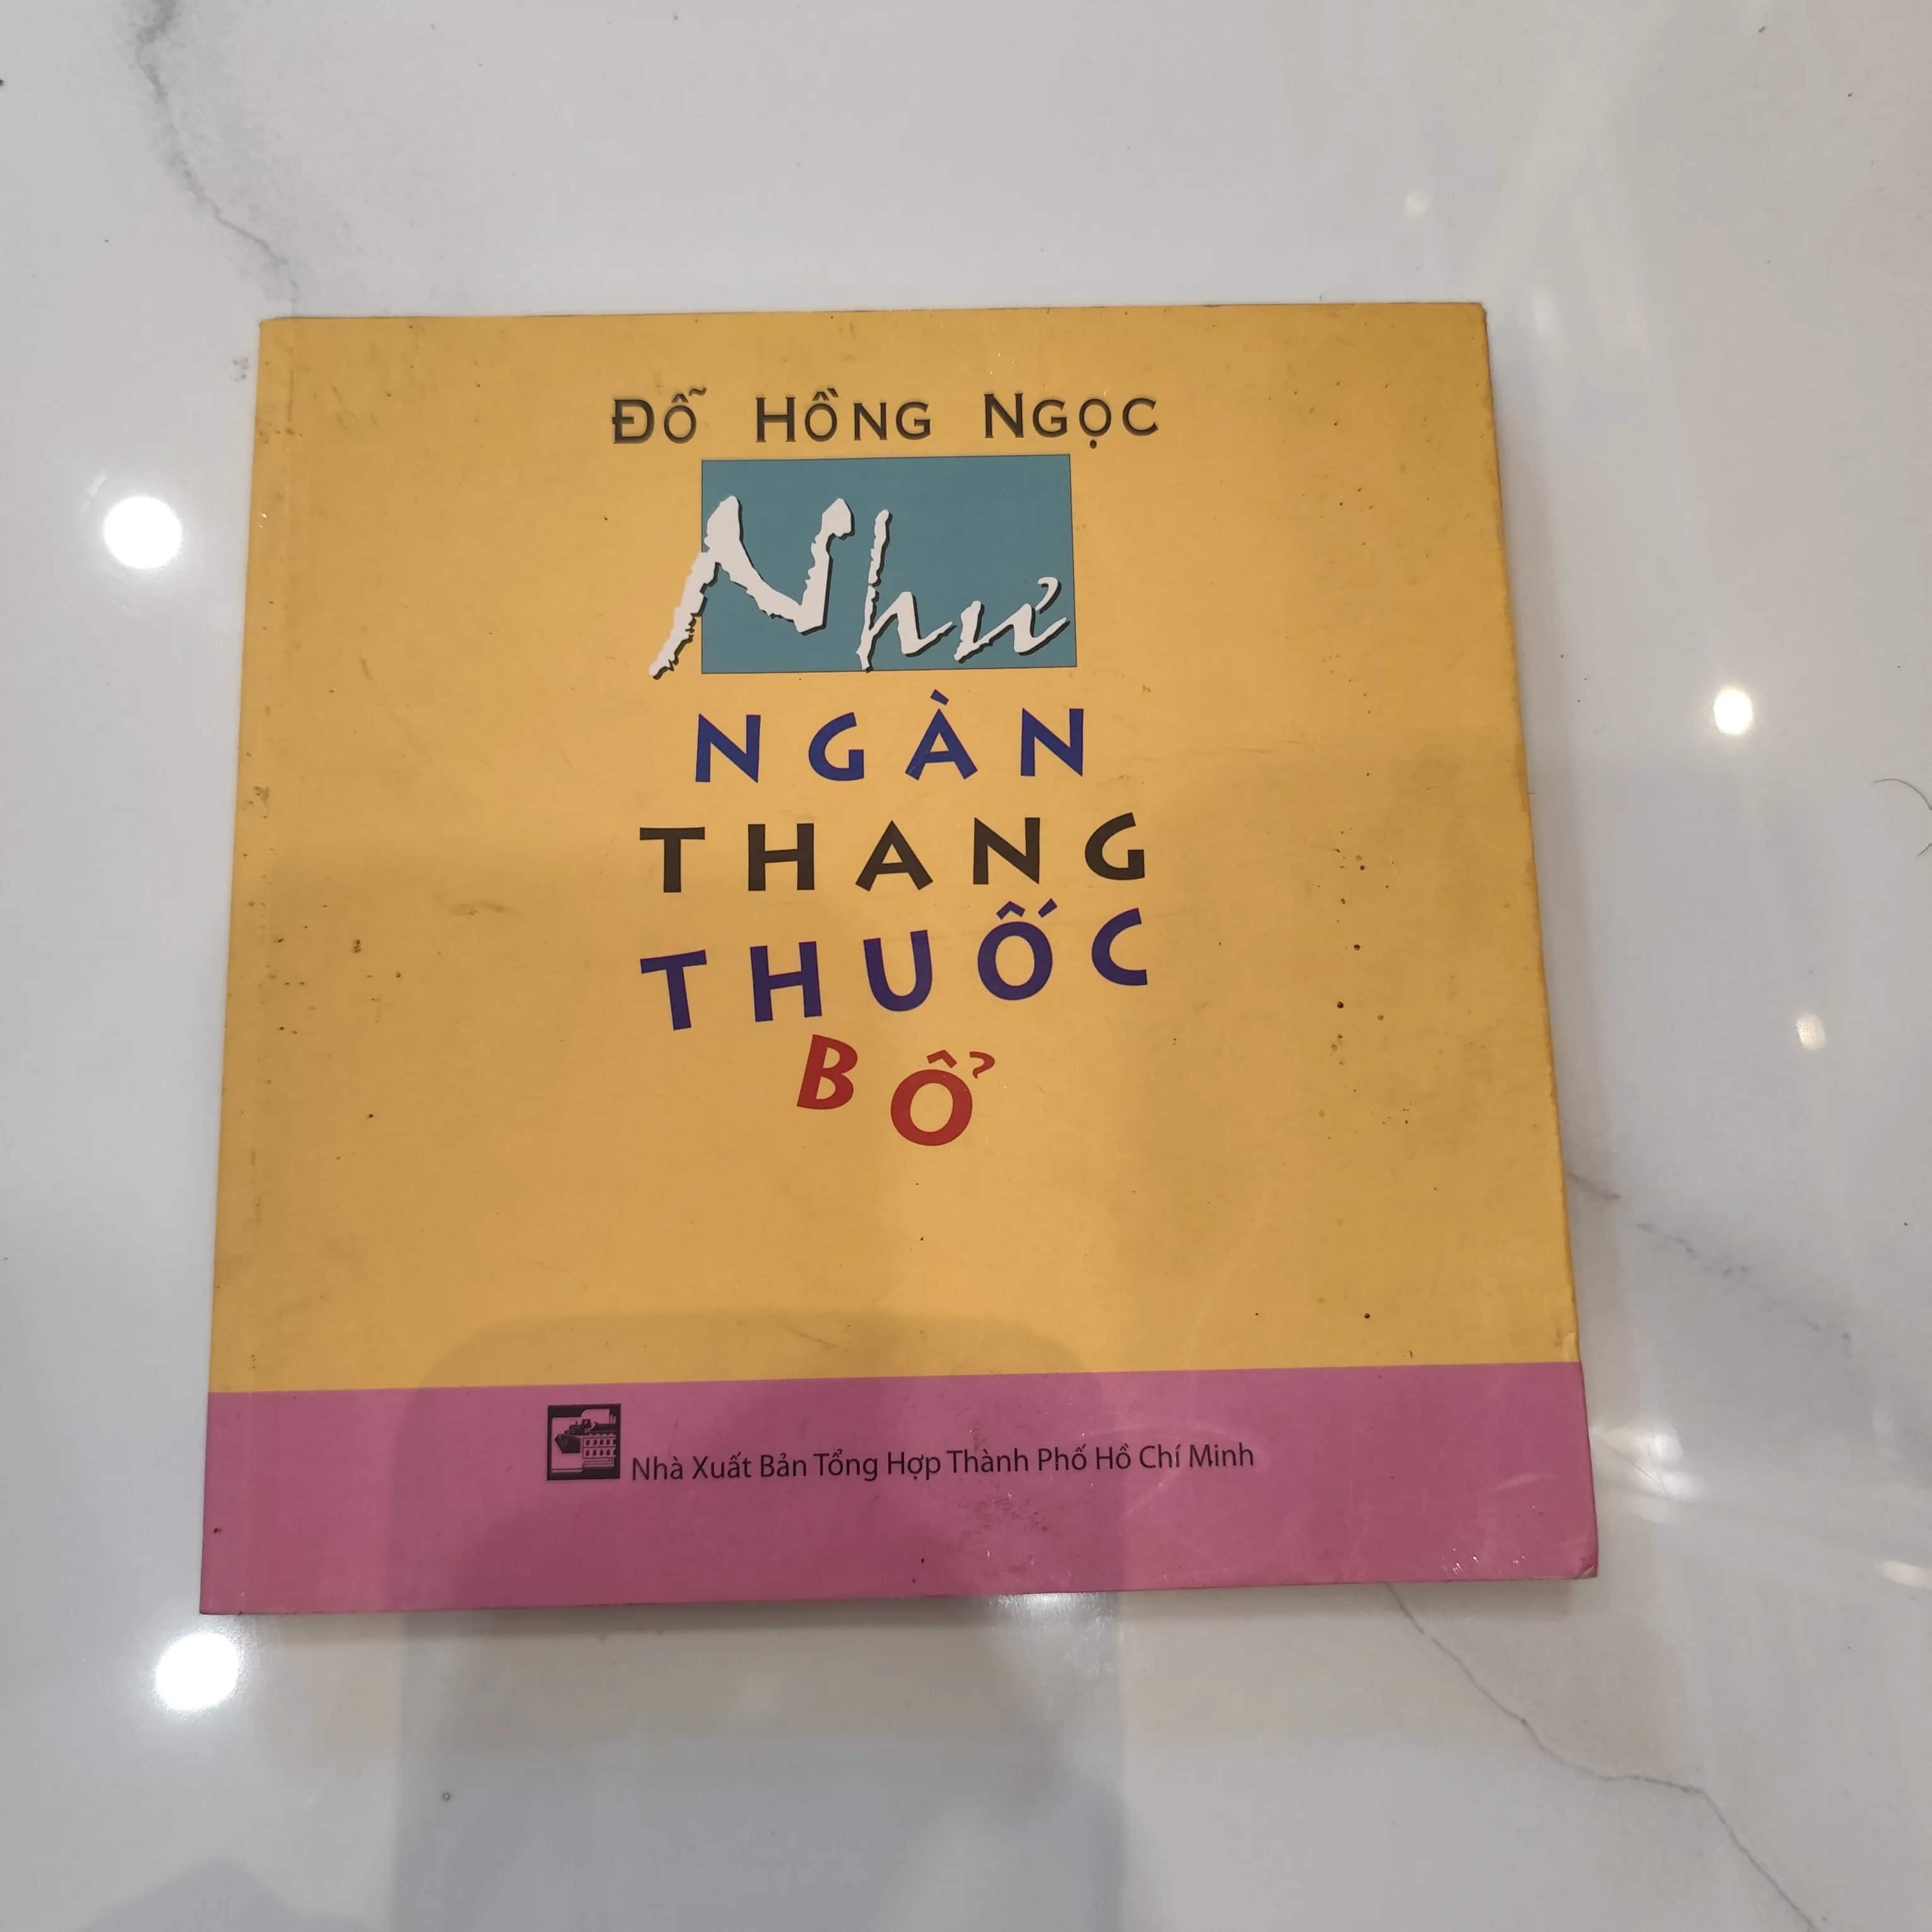 Đỗ Hồng Ngọc
Như
NGÀN
THANG
THUỐC
BỔ
Nhà Xuất Bản Tổng Hợp Thành Phố Hồ Chí Minh